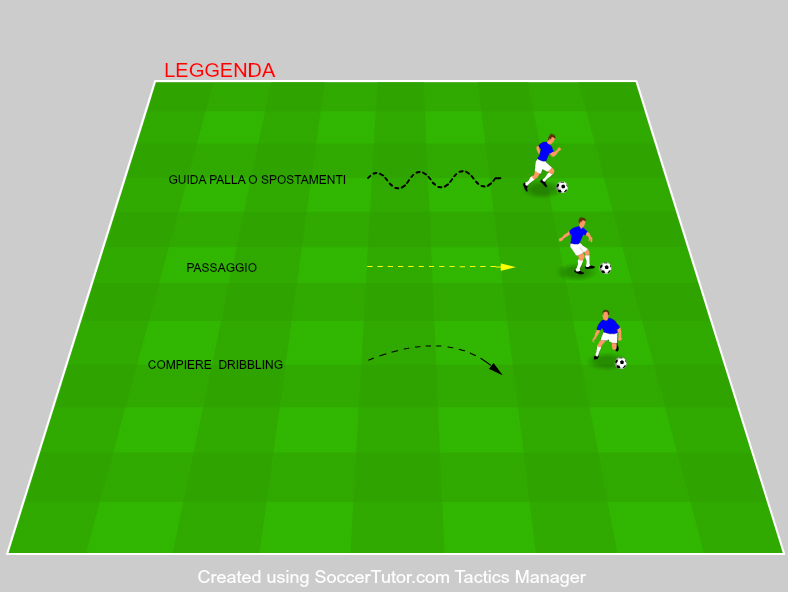 LEGGENDA
GUIDA PALLA O SPOSTAMENTI
PASSAGGIO
COMPIERE  DRIBBLING
Created using SoccerTutor.com Tactics Manager